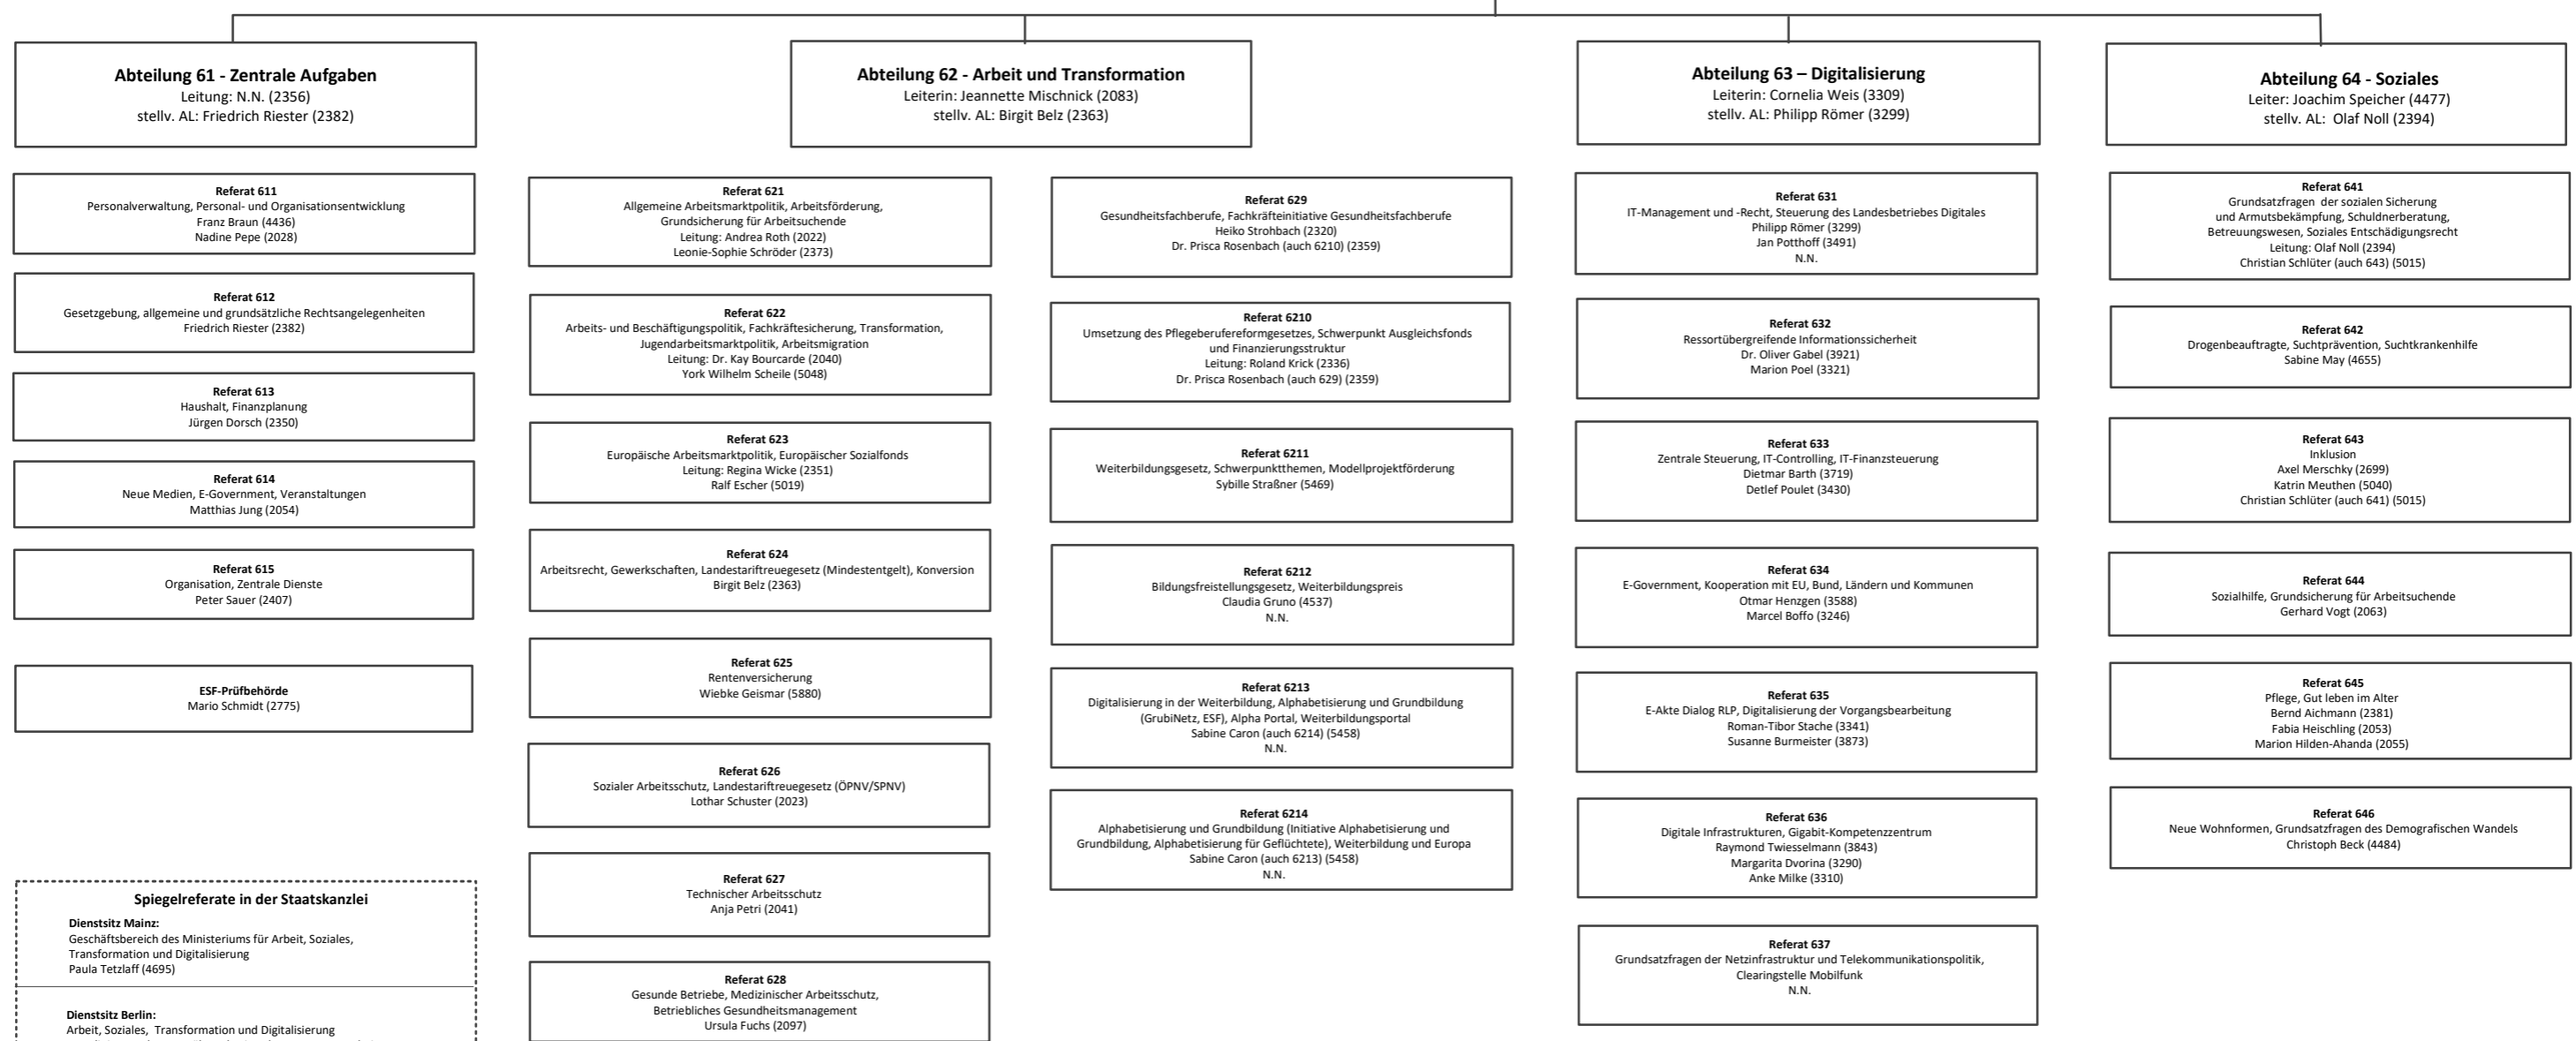 Abteilung 61 - Zentrale Aufgaben
Leitung: N.N. (2356)
stellv. AL: Friedrich Riester (2382)
Abteilung 62 - Arbeit und Transformation
Leiterin: Jeannette Mischnick (2083)
stellv. AL: Birgit Belz (2363)
Abteilung 63 – Digitalisierung
Leiterin: Cornelia Weis (3309)
stellv. AL: Philipp Römer (3299)
Abteilung 64 - Soziales
Leiter: Joachim Speicher (4477)
stellv. AL: Olaf Noll (2394)
Referat 611
Personalverwaltung, Personal- und Organisationsentwicklung
Franz Braun (4436)
Nadine Pepe (2028)
Referat 612
Gesetzgebung, allgemeine und grundsätzliche Rechtsangelegenheiten
Friedrich Riester (2382)
Referat 613
Haushalt, Finanzplanung
Jürgen Dorsch (2350)
Referat 614
Neue Medien, E-Government, Veranstaltungen
Matthias Jung (2054)
Referat 615
Organisation, Zentrale Dienste
Peter Sauer (2407)
ESF-Prüfbehörde
Mario Schmidt (2775)
Spiegelreferate in der Staatskanzlei
Dienstsitz Mainz:
Geschäftsbereich des Ministeriums für Arbeit, Soziales,
Transformation und Digitalisierung
Paula Tetzlaff (4695)
Dienstsitz Berlin:
Arbeit, Soziales, Transformation und Digitalisierung
Referat 621
Allgemeine Arbeitsmarktpolitik, Arbeitsförderung,
Grundsicherung für Arbeitsuchende
Leitung: Andrea Roth (2022)
Leonie-Sophie Schröder (2373)
Referat 622
Arbeits- und Beschäftigungspolitik, Fachkräftesicherung, Transformation,
Jugendarbeitsmarktpolitik, Arbeitsmigration
Leitung: Dr. Kay Bourcarde (2040)
York Wilhelm Scheile (5048)
Referat 623
Europäische Arbeitsmarktpolitik, Europäischer Sozialfonds
Leitung: Regina Wicke (2351)
Ralf Escher (5019)
Referat 624
Arbeitsrecht, Gewerkschaften, Landestariftreuegesetz (Mindestentgelt), Konversion
Birgit Belz (2363)
Referat 625
Rentenversicherung
Wiebke Geismar (5880)
Referat 626
Sozialer Arbeitsschutz, Landestariftreuegesetz (ÖPNV/SPNV)
Lothar Schuster (2023)
Referat 627
Technischer Arbeitsschutz
Anja Petri (2041)
Referat 628
Gesunde Betriebe, Medizinischer Arbeitsschutz,
Betriebliches Gesundheitsmanagement
Ursula Fuchs (2097)
Referat 629
Gesundheitsfachberufe, Fachkräfteinitiative Gesundheitsfachberufe
Heiko Strohbach (2320)
Dr. Prisca Rosenbach (auch 6210) (2359)
Referat 6210
Umsetzung des Pflegeberufereformgesetzes, Schwerpunkt Ausgleichsfonds
und Finanzierungsstruktur
Leitung: Roland Krick (2336)
Dr. Prisca Rosenbach (auch 629) (2359)
Referat 6211
Weiterbildungsgesetz, Schwerpunktthemen, Modellprojektförderung
Sybille Straßner (5469)
Referat 6212
Bildungsfreistellungsgesetz, Weiterbildungspreis
Claudia Gruno (4537)
N.N.
Referat 6213
Digitalisierung in der Weiterbildung, Alphabetisierung und Grundbildung
(GrubiNetz, ESF), Alpha Portal, Weiterbildungsportal
Sabine Caron (auch 6214) (5458)
N.N.
Referat 6214
Alphabetisierung und Grundbildung (Initiative Alphabetisierung und
Grundbildung, Alphabetisierung für Geflüchtete), Weiterbildung und Europa
Sabine Caron (auch 6213) (5458)
N.N.
Referat 631
IT-Management und -Recht, Steuerung des Landesbetriebes Digitales
Philipp Römer (3299)
Jan Potthoff (3491)
N.N.
Referat 632
Ressortübergreifende Informationssicherheit
Dr. Oliver Gabel (3921)
Marion Poel (3321)
Referat 633
Zentrale Steuerung, IT-Controlling, IT-Finanzsteuerung
Dietmar Barth (3719)
Detlef Poulet (3430)
Referat 634
E-Government, Kooperation mit EU, Bund, Ländern und Kommunen
Otmar Henzgen (3588)
Marcel Boffo (3246)
Referat 635
E-Akte Dialog RLP, Digitalisierung der Vorgangsbearbeitung
Roman-Tibor Stache (3341)
Susanne Burmeister (3873)
Referat 636
Digitale Infrastrukturen, Gigabit-Kompetenzzentrum
Raymond Twiesselmann (3843)
Margarita Dvorina (3290)
Anke Milke (3310)
Referat 637
Grundsatzfragen der Netzinfrastruktur und Telekommunikationspolitik,
Clearingstelle Mobilfunk
N.N.
Referat 641
Grundsatzfragen der sozialen Sicherung
und Armutsbekämpfung, Schuldnerberatung,
Betreuungswesen, Soziales Entschädigungsrecht
Leitung: Olaf Noll (2394)
Christian Schlüter (auch 643) (5015)
Referat 642
Drogenbeauftragte, Suchtprävention, Suchtkrankenhilfe
Sabine May (4655)
Referat 643
Inklusion
Axel Merschky (2699)
Katrin Meuthen (5040)
Christian Schlüter (auch 641) (5015)
Referat 644
Sozialhilfe, Grundsicherung für Arbeitsuchende
Gerhard Vogt (2063)
Referat 645
Pflege, Gut leben im Alter
Bernd Aichmann (2381)
Fabia Heischling (2053)
Marion Hilden-Ahanda (2055)
Referat 646
Neue Wohnformen, Grundsatzfragen des Demografischen Wandels
Christoph Beck (4484)